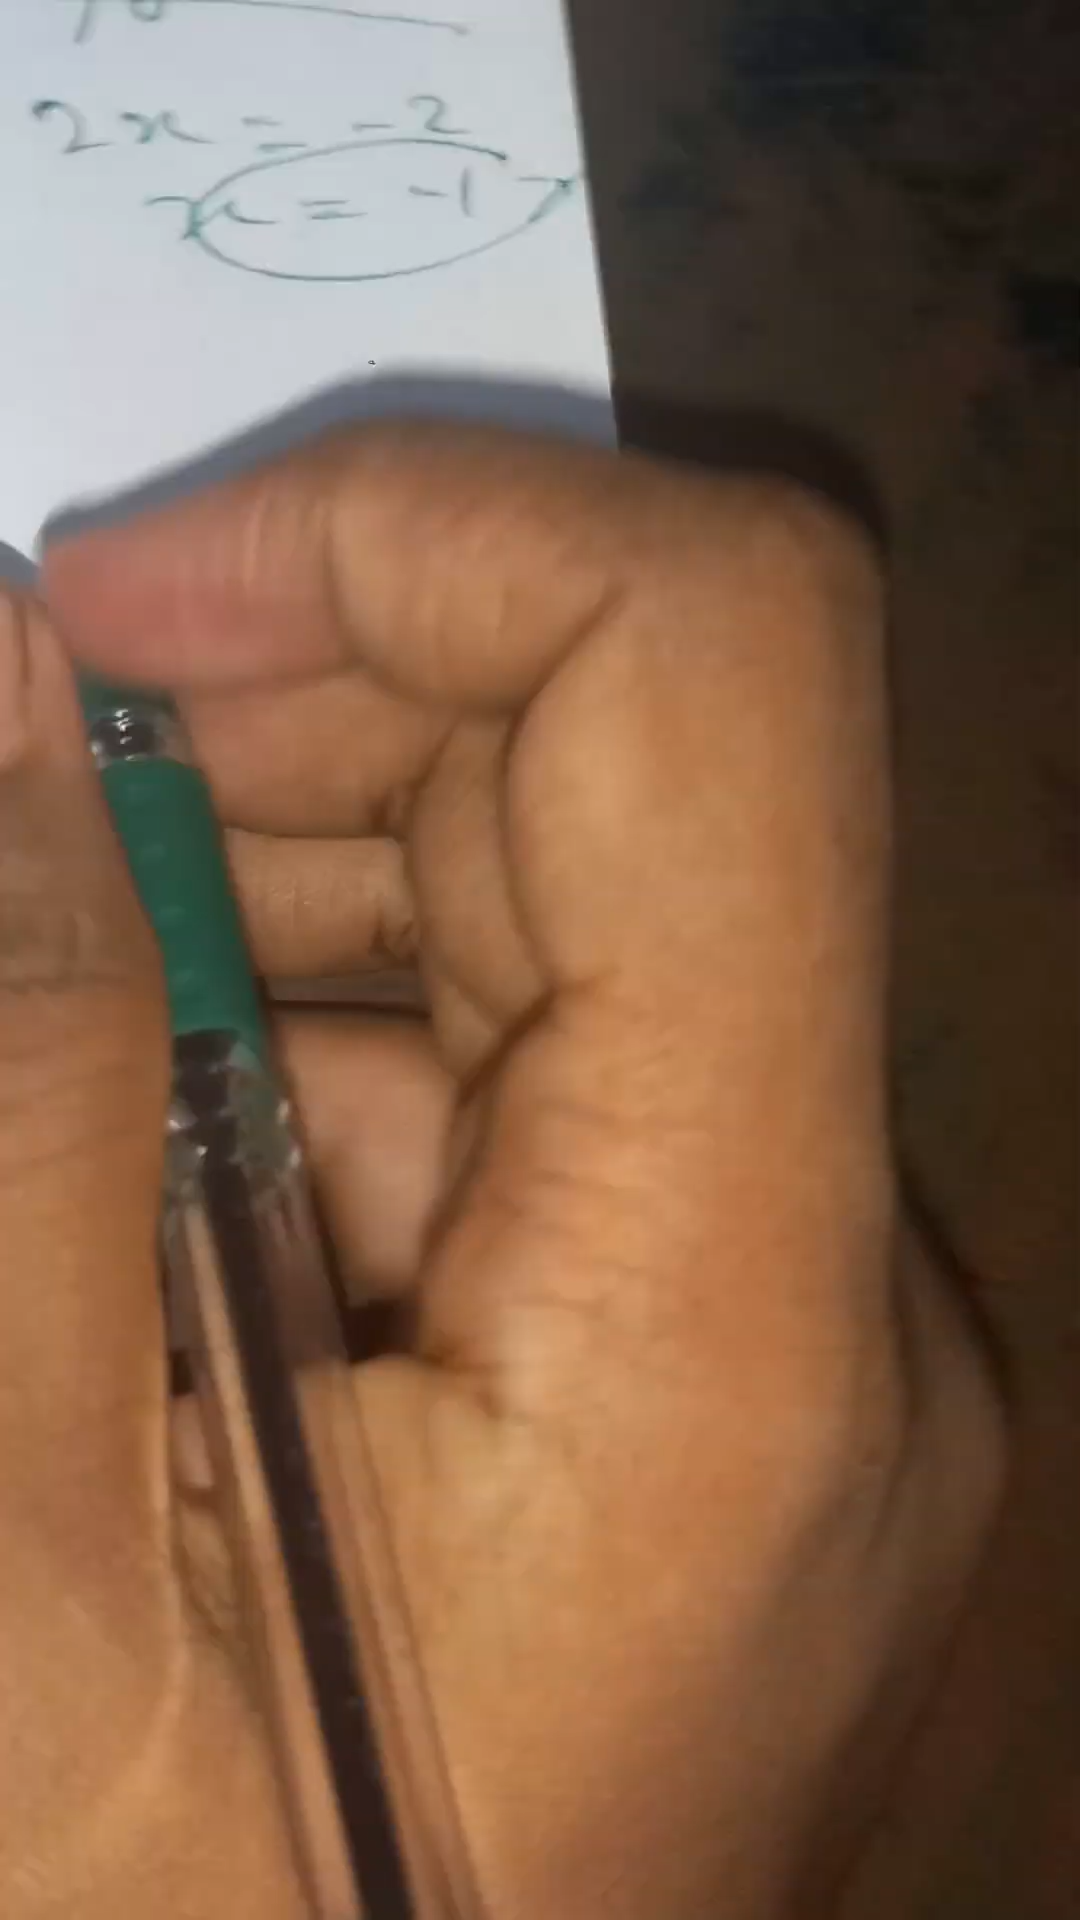 2x = -2
x = -1